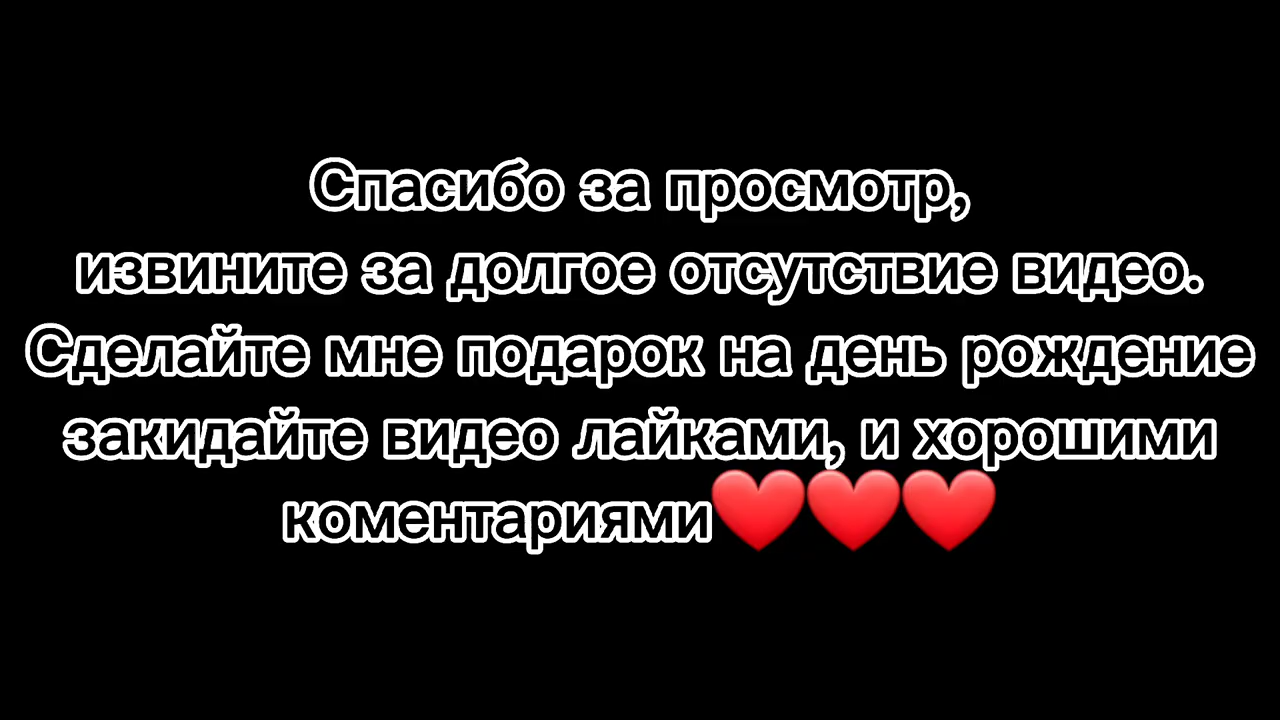 Спасибо за просмотр,
извините за долгое отсутствие видео.
Сделайте мне подарок на день рождение
закидайте видео лайками, и хорошими
коментариями❤️❤️❤️